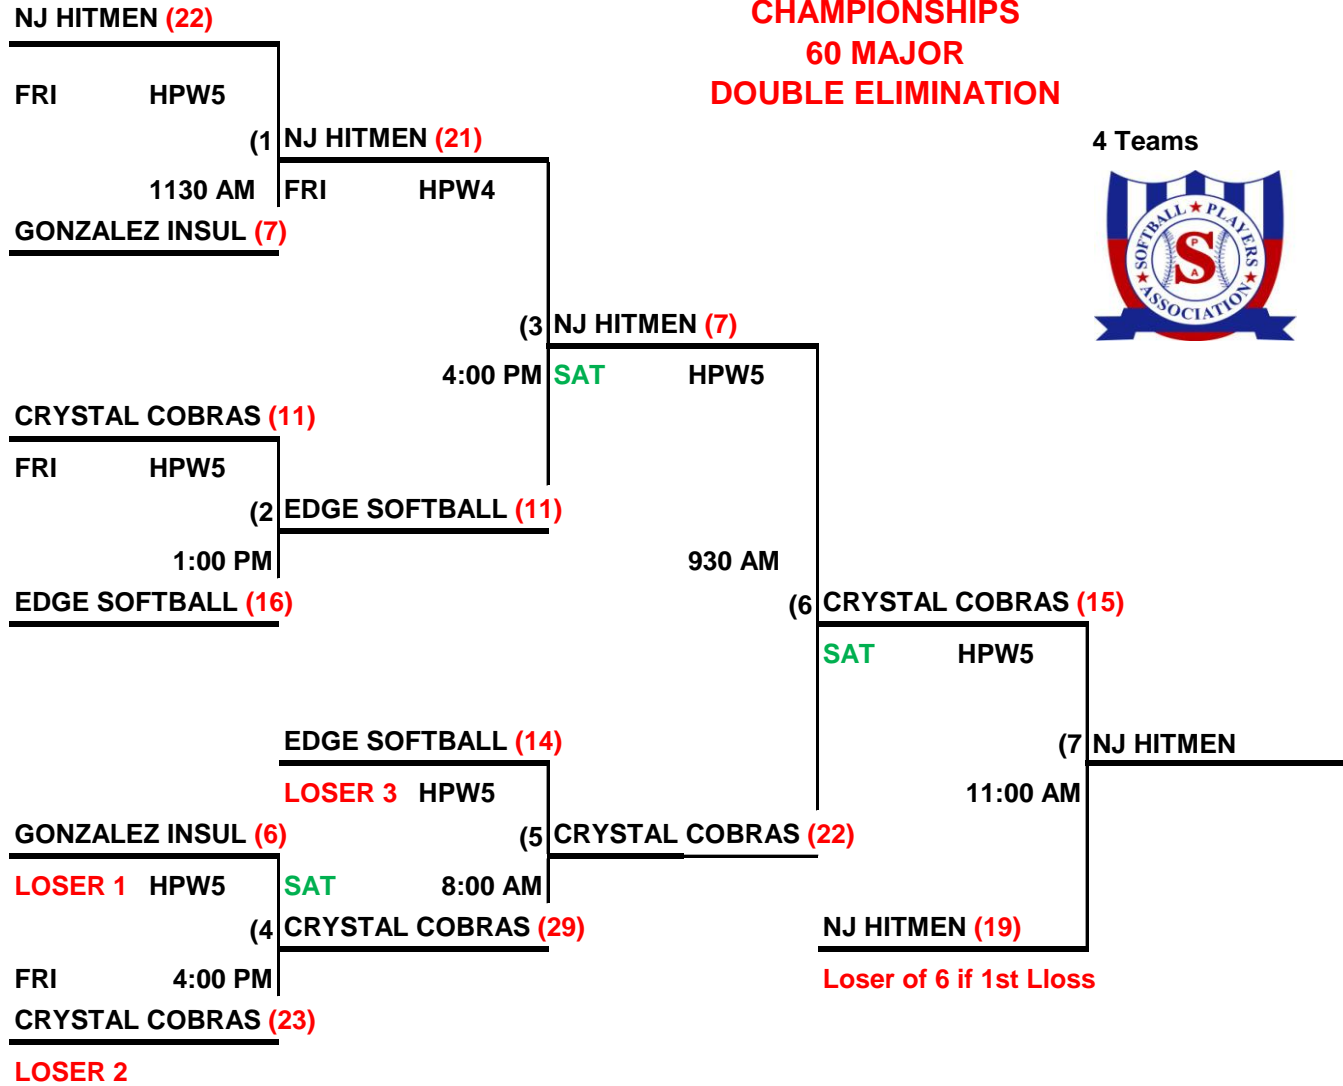 NJ HITMEN (22)
CHAMPIONSHIPS
60 MAJOR
DOUBLE ELIMINATION
FRI HPW5
(1 NJ HITMEN (21)
4 Teams
1130 AM FRI HPW4
GONZALEZ INSUL (7)
SOFTBALL ★ PLAYERS
★ ASSOCIATION ★
P
S
A
(3 NJ HITMEN (7)
4:00 PM SAT HPW5
CRYSTAL COBRAS (11)
FRI HPW5
(2 EDGE SOFTBALL (11)
1:00 PM 930 AM
EDGE SOFTBALL (16)
(6 CRYSTAL COBRAS (15)
SAT HPW5
EDGE SOFTBALL (14)
(7 NJ HITMEN
LOSER 3 HPW5 11:00 AM
GONZALEZ INSUL (6)
(5 CRYSTAL COBRAS (22)
LOSER 1 HPW5 SAT 8:00 AM
(4 CRYSTAL COBRAS (29)
NJ HITMEN (19)
FRI 4:00 PM
Loser of 6 if 1st Lloss
CRYSTAL COBRAS (23)
LOSER 2